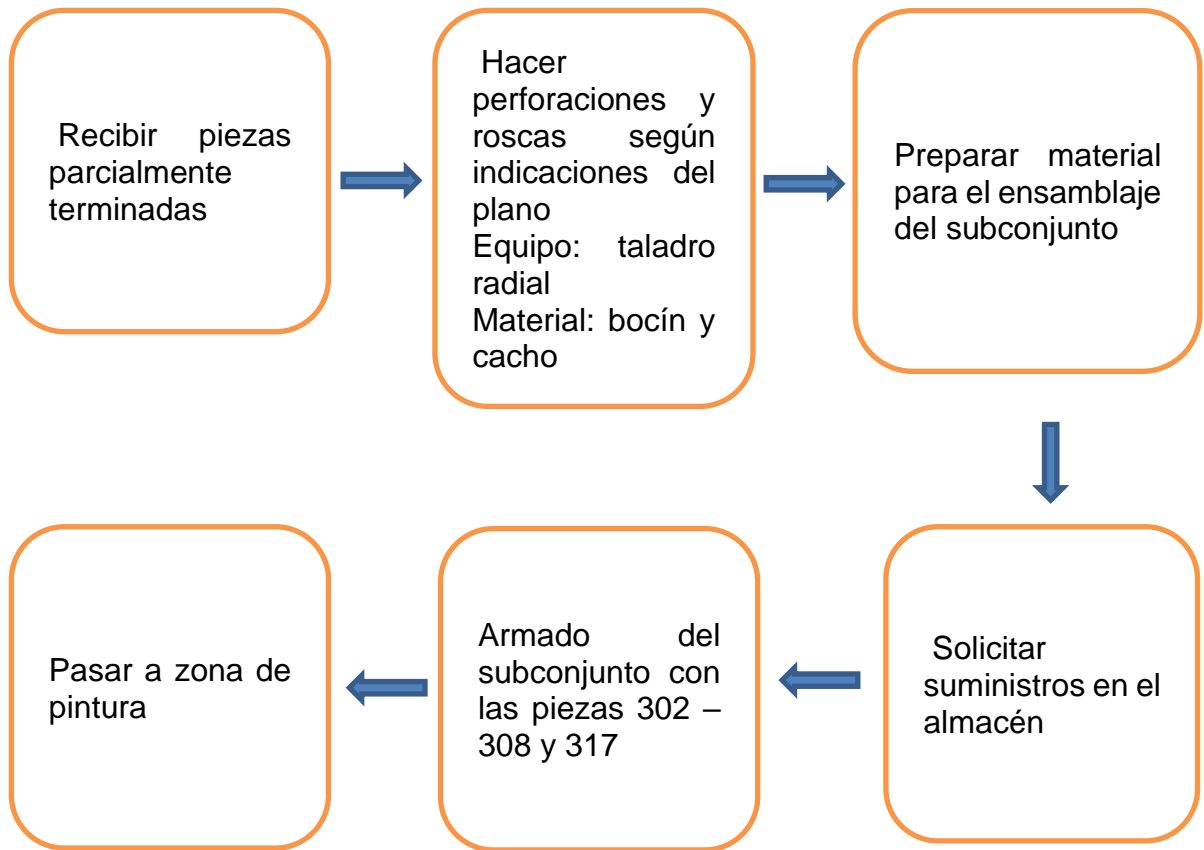 Recibir piezas
parcialmente
terminadas
Hacer
perforaciones y
roscas según
indicaciones del
plano
Equipo: taladro
radial
Material: bocín y
cacho
Preparar material
para el ensamblaje
del subconjunto
Solicitar
suministros en el
almacén
Armado del
subconjunto con
las piezas 302 –
308 y 317
Pasar a zona de
pintura